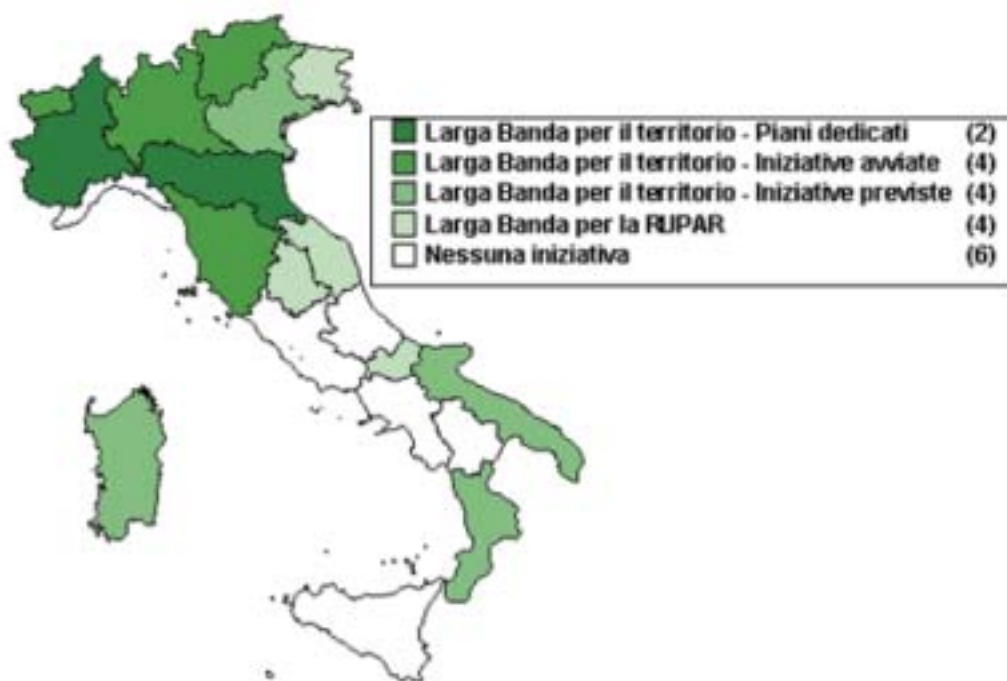 Larga Banda per il territorio - Piani dedicati (2)
Larga Banda per il territorio - Iniziative avviate (4)
Larga Banda per il territorio - Iniziative previste (4)
Larga Banda per la RUPAR (4)
Nessuna iniziativa (6)